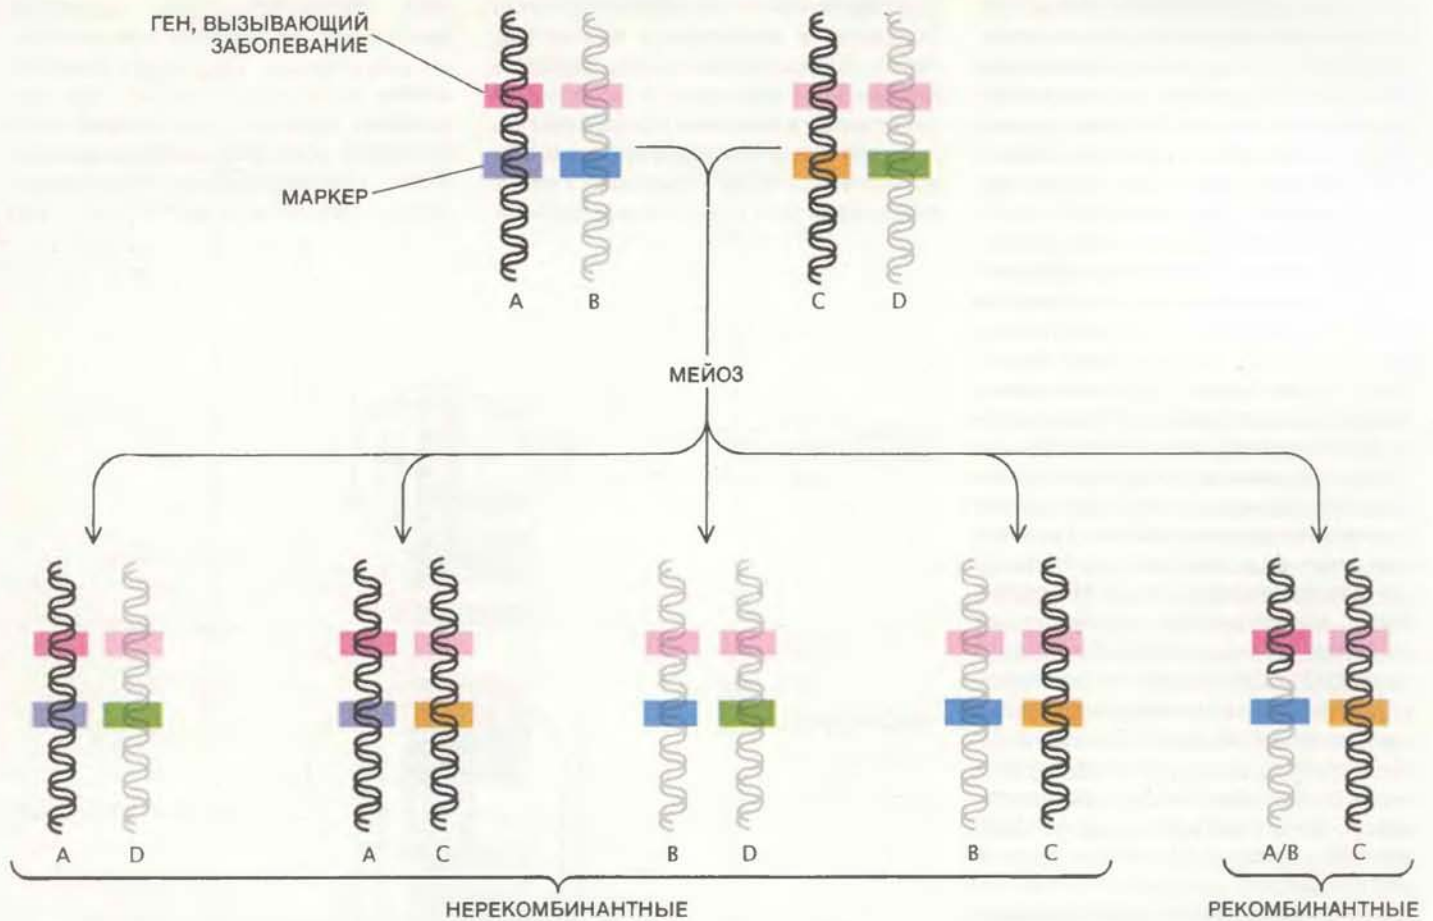 ГЕН, ВЫЗЫВАЮЩИЙ
ЗАБОЛЕВАНИЕ
МАРКЕР
A B C D
МЕЙОЗ
A D A C B D B C A/B C
НЕРЕКОМБИНАНТНЫЕ РЕКОМБИНАНТНЫЕ